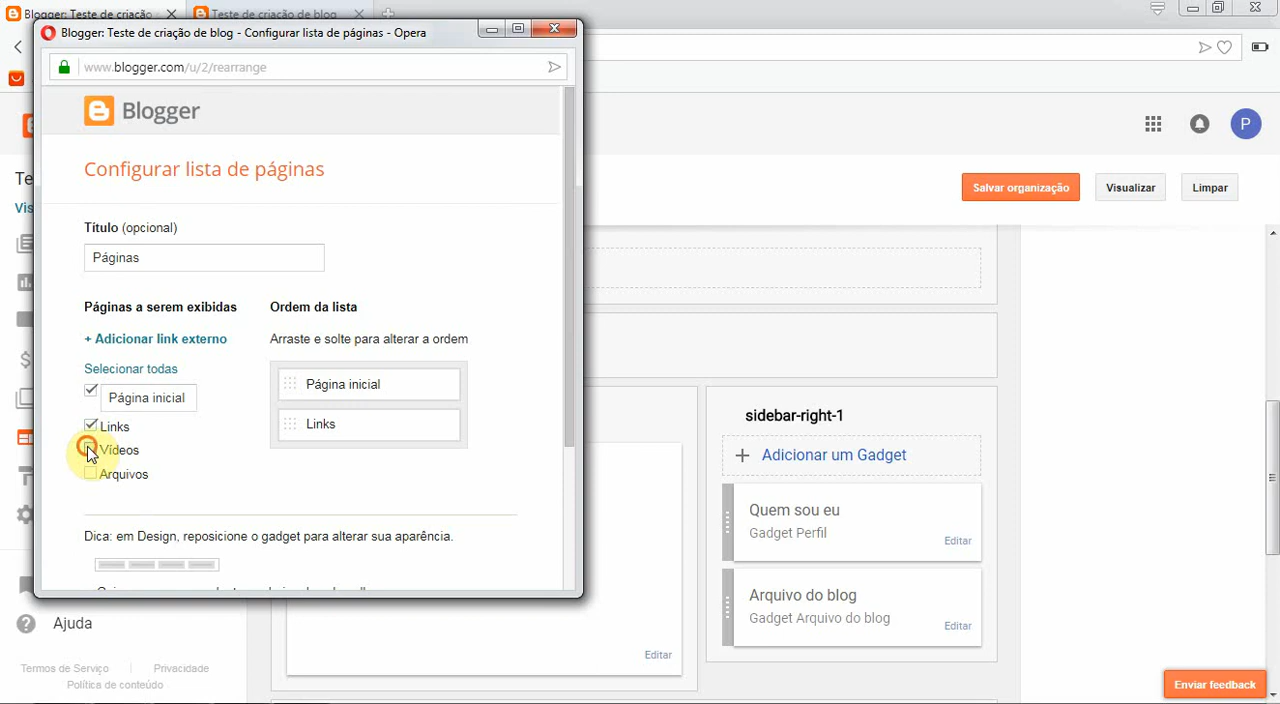 Blogger: Teste de criação
Teste de criação de blog
Blogger: Teste de criação de blog - Configurar lista de páginas - Opera
www.blogger.com/u/2/rearrange
Blogger
P
Configurar lista de páginas
Te
Salvar organização
Visualizar
Limpar
Vis
Título (opcional)
Páginas
Páginas a serem exibidas
Ordem da lista
+ Adicionar link externo
Arraste e solte para alterar a ordem
Selecionar todas
Página inicial
Página inicial
Links
Links
Vídeos
Arquivos
sidebar-right-1
Adicionar um Gadget
Quem sou eu
Gadget Perfil
Editar
Dica: em Design, reposicione o gadget para alterar sua aparência.
Arquivo do blog
Gadget Arquivo do blog
Editar
Ajuda
Editar
Termos de Serviço
Privacidade
Política de conteúdo
Enviar feedback